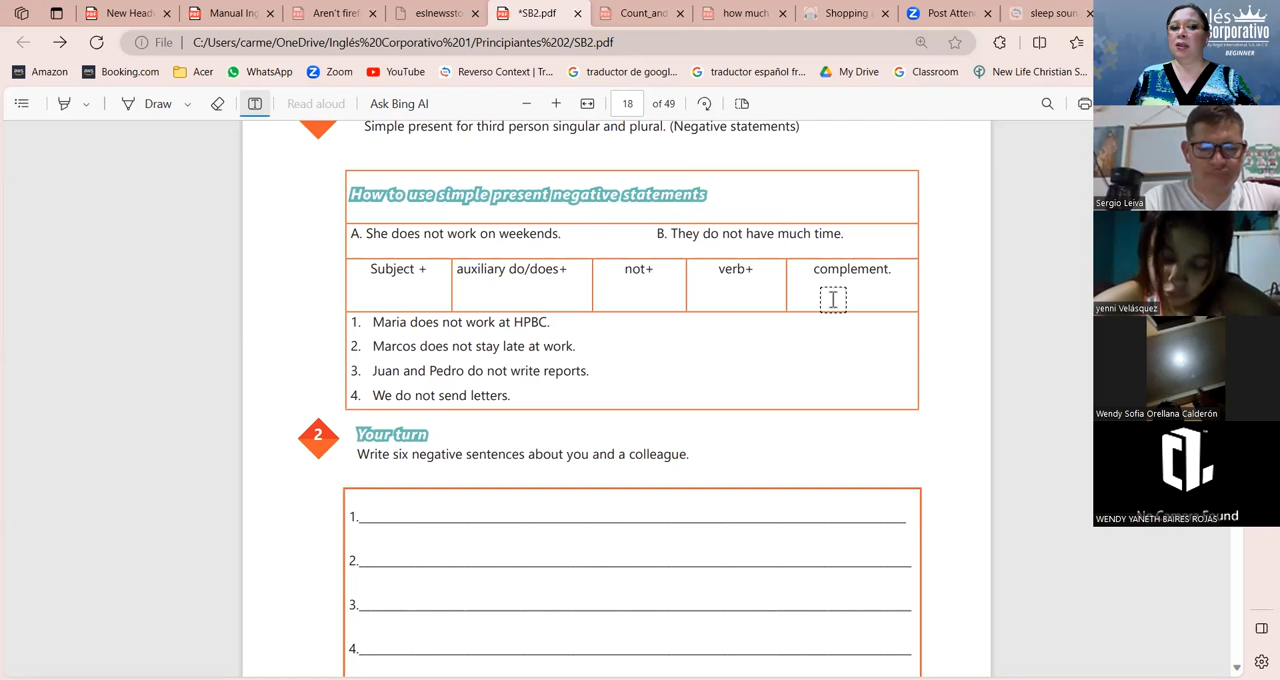 New Head
Manual Ing
Aren't firef
eslnewssto
*SB2.pdf
Count_and
how much
Shopping
Post Atten
sleep soun
File C:/Users/carme/OneDrive/Inglés%20Corporativo%201/Principiantes%202/SB2.pdf
Amazon Booking.com Acer WhatsApp Zoom YouTube Reverso Context | Tr... traductor de googl... traductor español fr... My Drive Classroom New Life Christian S...
Draw Read aloud Ask Bing AI 18 of 49
Simple present for third person singular and plural. (Negative statements)
How to use simple present negative statements
A. She does not work on weekends. B. They do not have much time.
Subject + auxiliary do/does+ not+ verb+ complement.
1. Maria does not work at HPBC.
2. Marcos does not stay late at work.
3. Juan and Pedro do not write reports.
4. We do not send letters.
2 Your turn
Write six negative sentences about you and a colleague.
1.
2.
3.
4.
Corporativo
BEGINNER
Sergio Leiva
yenni Velásquez
Wendy Sofia Orellana Calderón
WENDY YANETH BAIRES ROJAS